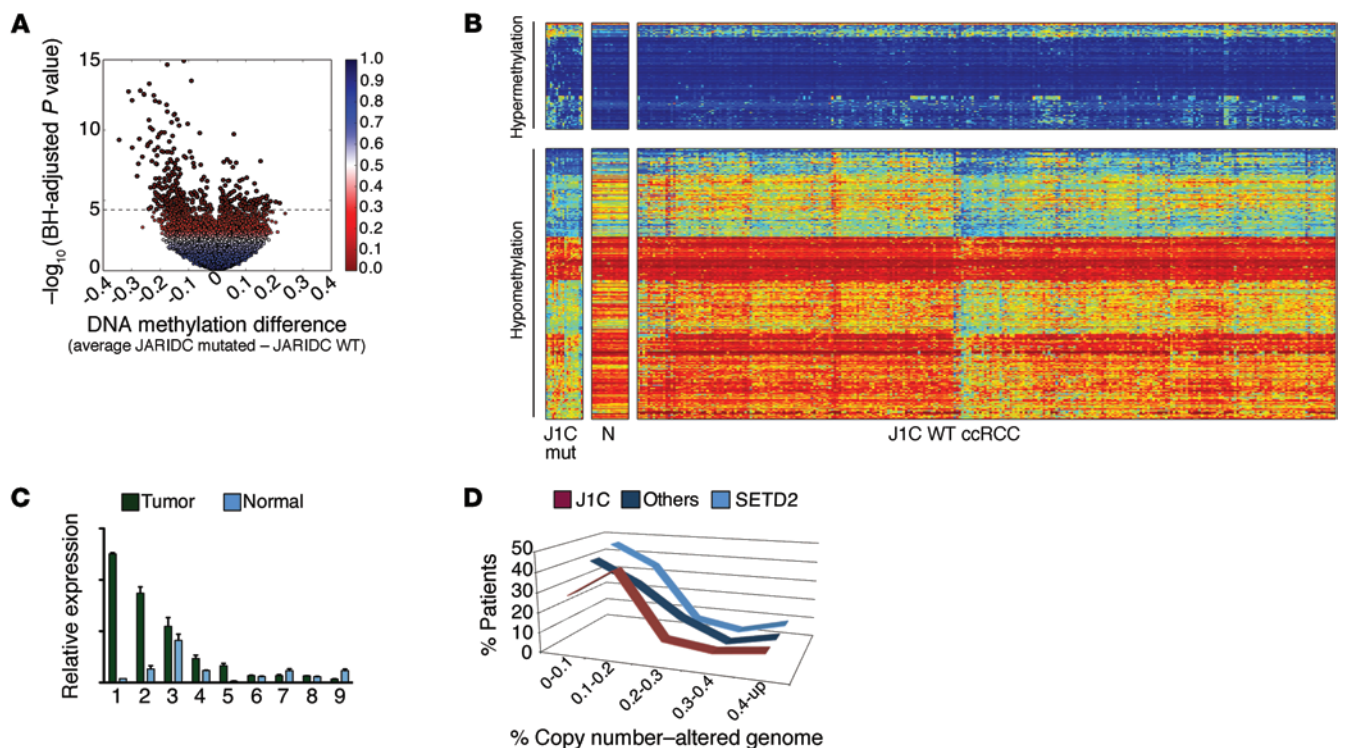 A
−log10 (BH-adjusted P value)
15
10
5
0
-0.4
-0.3
-0.2
-0.1
0
0.1
0.2
0.3
0.4
1.0
0.9
0.8
0.7
0.6
0.5
0.4
0.3
0.2
0.1
0.0
DNA methylation difference
(average JARIDC mutated – JARIDC WT)
B
Hypermethylation
Hypomethylation
J1C
mut
N
J1C WT ccRCC
C
Tumor
Normal
Relative expression
1 2 3 4 5 6 7 8 9
D
J1C
Others
SETD2
% Patients
50
40
30
20
10
0
0-0.1
0.1-0.2
0.2-0.3
0.3-0.4
0.4-up
% Copy number–altered genome